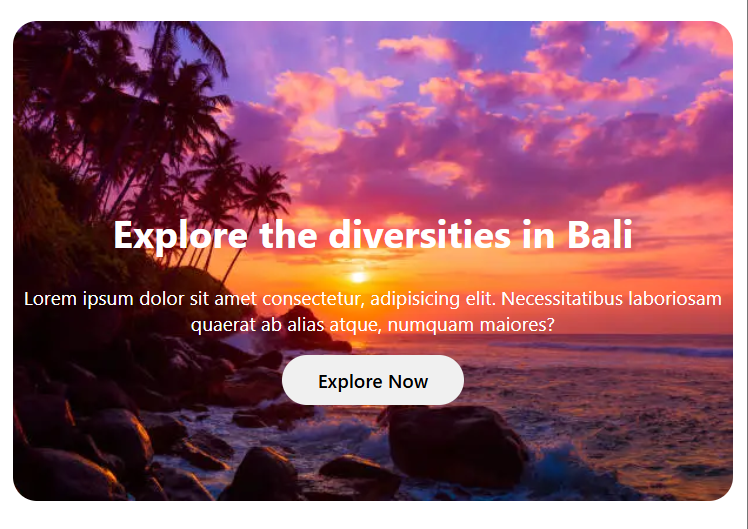 Explore the diversities in Bali
Lorem ipsum dolor sit amet consectetur, adipisicing elit. Necessitatibus laboriosam
quaerat ab alias atque, numquam maiores?
Explore Now